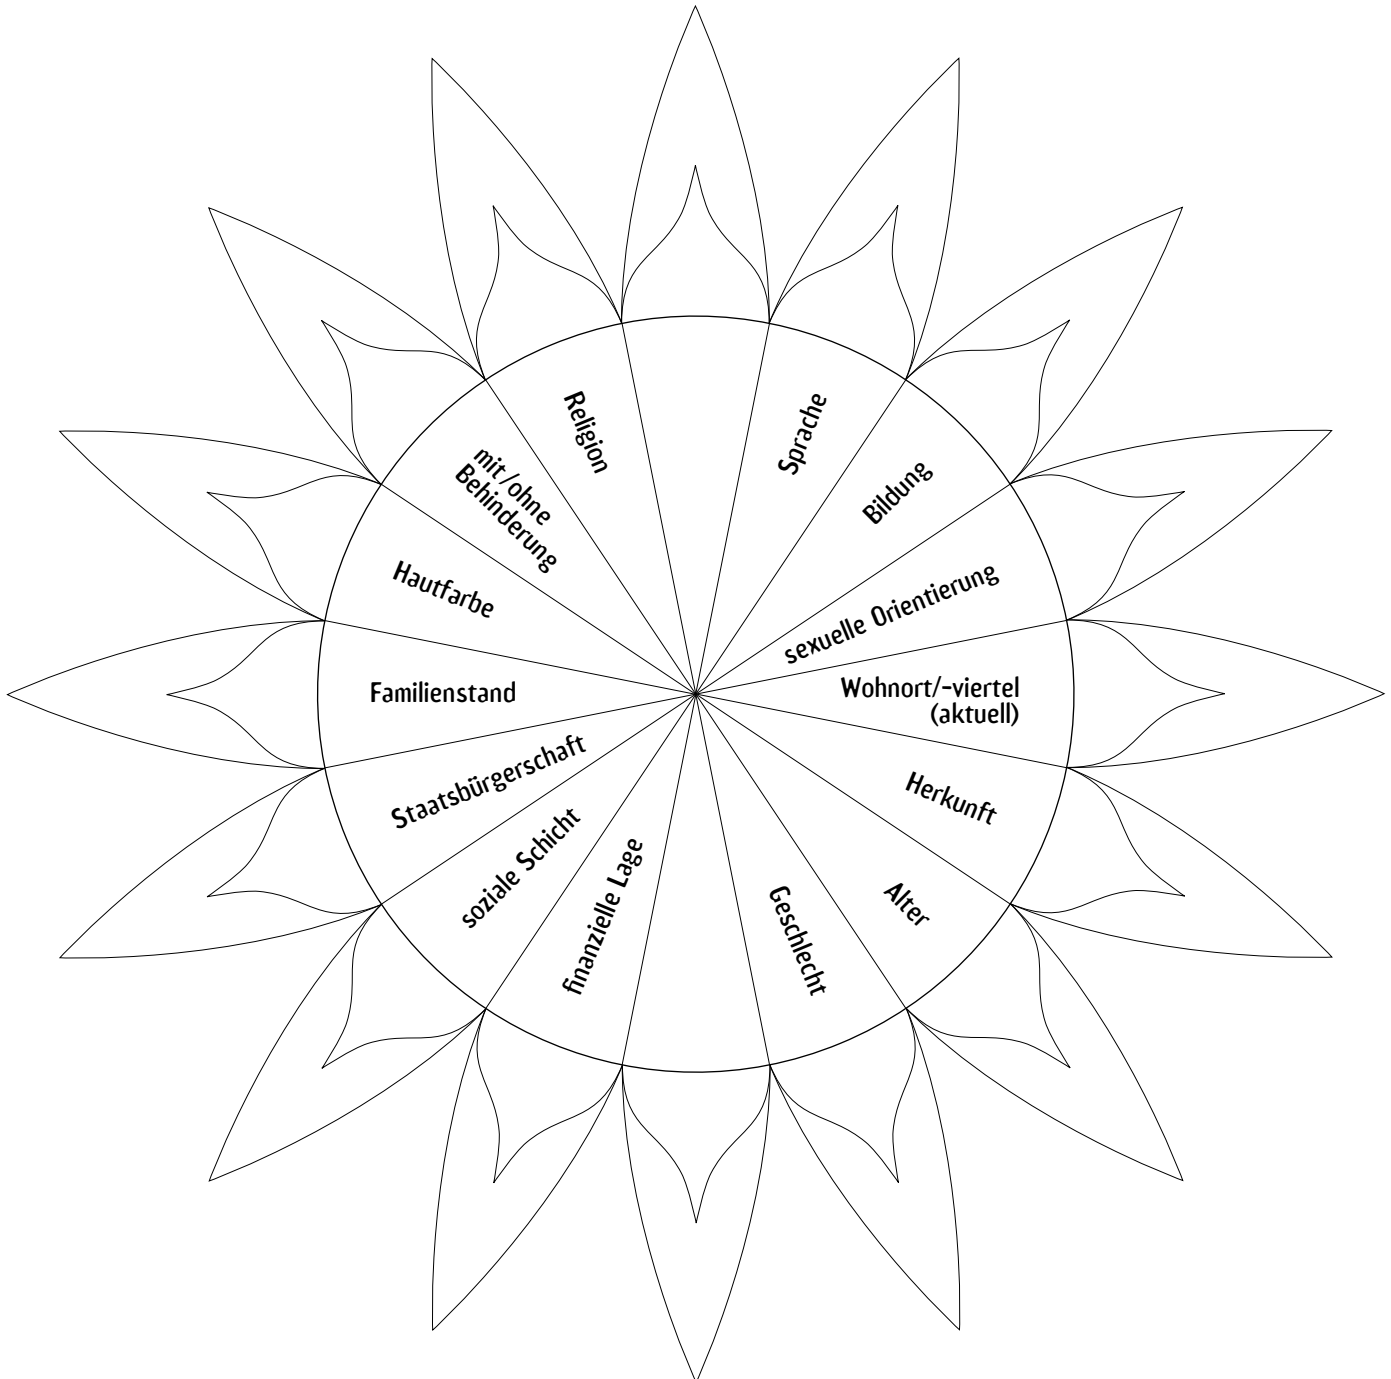 Sprache
Bildung
sexuelle Orientierung
Wohnort/-viertel
(aktuell)
Herkunft
Alter
Geschlecht
finanzielle Lage
soziale Schicht
Staatsbürgerschaft
Familienstand
Hautfarbe
mit/ohne
Behinderung
Religion